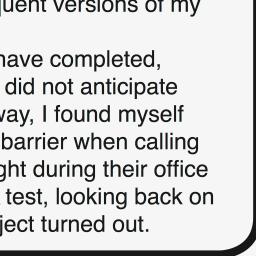 quent versions of my
have completed,
did not anticipate
way, I found myself
barrier when calling
ght during their office
test, looking back on
ject turned out.